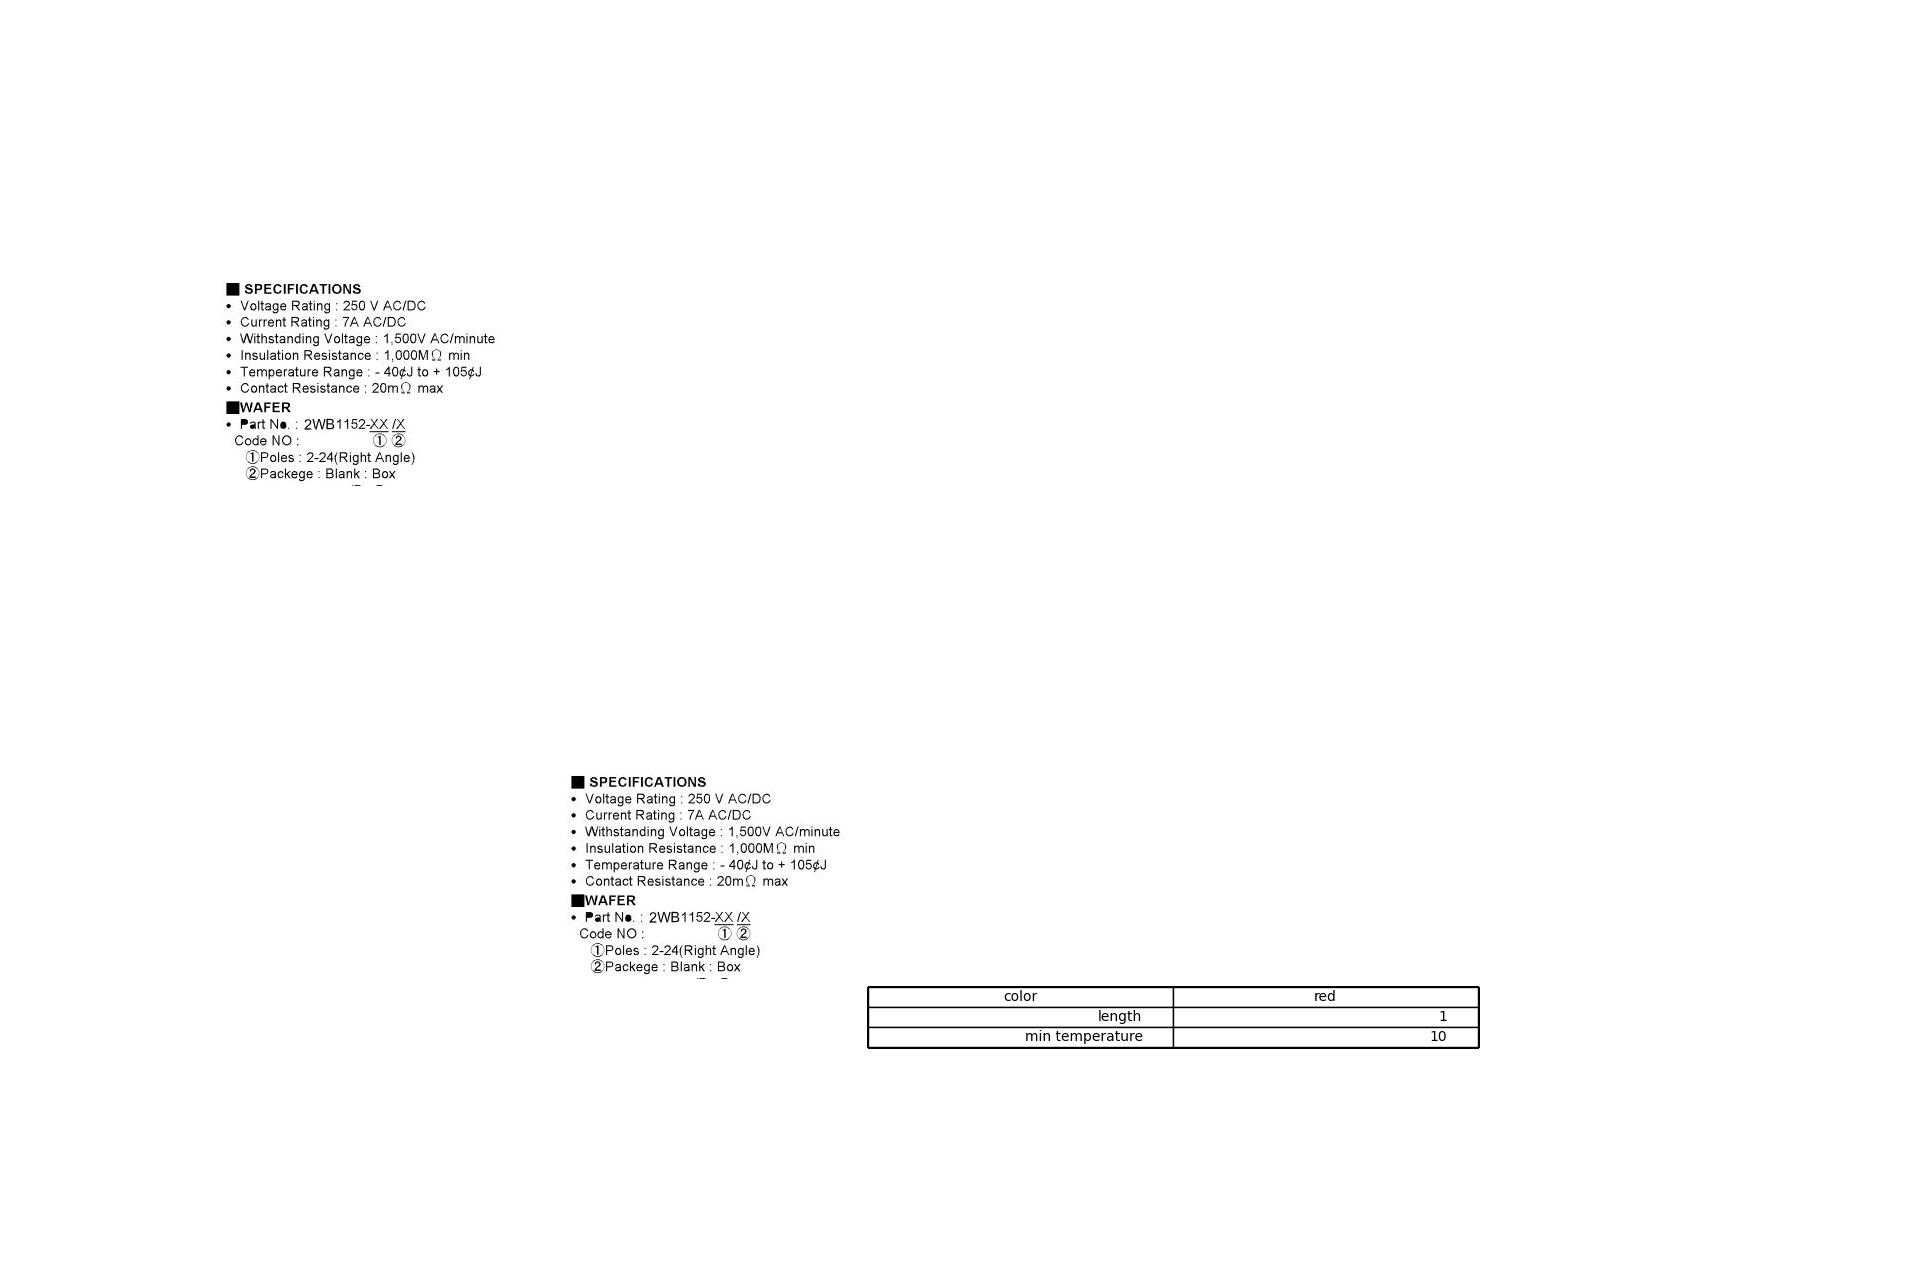 ■ SPECIFICATIONS
• Voltage Rating : 250 V AC/DC
• Current Rating : 7A AC/DC
• Withstanding Voltage : 1,500V AC/minute
• Insulation Resistance : 1,000MΩ min
• Temperature Range : - 40¢J to + 105¢J
• Contact Resistance : 20mΩ max
■WAFER
• Part No. : 2WB1152-XX /X
Code NO : ① ②
①Poles : 2-24(Right Angle)
②Packege : Blank : Box
■ SPECIFICATIONS
• Voltage Rating : 250 V AC/DC
• Current Rating : 7A AC/DC
• Withstanding Voltage : 1,500V AC/minute
• Insulation Resistance : 1,000MΩ min
• Temperature Range : - 40¢J to + 105¢J
• Contact Resistance : 20mΩ max
■WAFER
• Part No. : 2WB1152-XX /X
Code NO : ① ②
①Poles : 2-24(Right Angle)
②Packege : Blank : Box
color red
length 1
min temperature 10